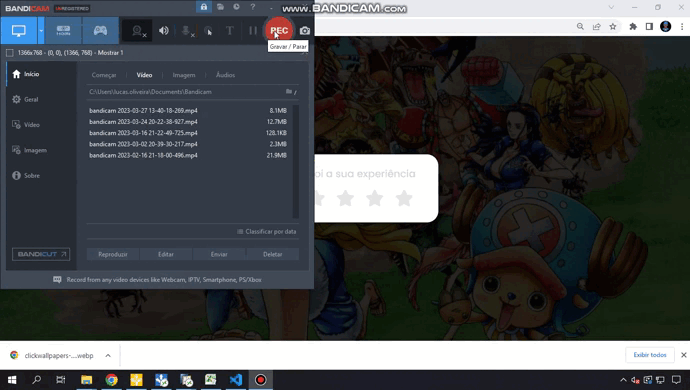 BANDICAM UNREGISTERED
www.BANDICAM.com
REC
Gravar / Parar
1366x768 - (0, 0), (1366, 768) - Mostrar 1
Início
Geral
Vídeo
Imagem
Sobre
BANDICUT
Começar
Vídeo
Imagem
Áudios
C:\Users\lucas.oliveira\Documents\Bandicam
bandicam 2023-03-27 13-40-18-269.mp4 8.1MB
bandicam 2023-03-24 20-22-38-927.mp4 12.7MB
bandicam 2023-03-16 21-22-49-725.mp4 128.1KB
bandicam 2023-03-02 20-39-30-217.mp4 2.3MB
bandicam 2023-02-16 21-18-00-496.mp4 21.9MB
Classificar por data
Reproduzir Editar Enviar Deletar
Record from any video devices like Webcam, IPTV, Smartphone, PS/Xbox
oi a sua experiência
clickwallpapers-....webp
Exibir todos